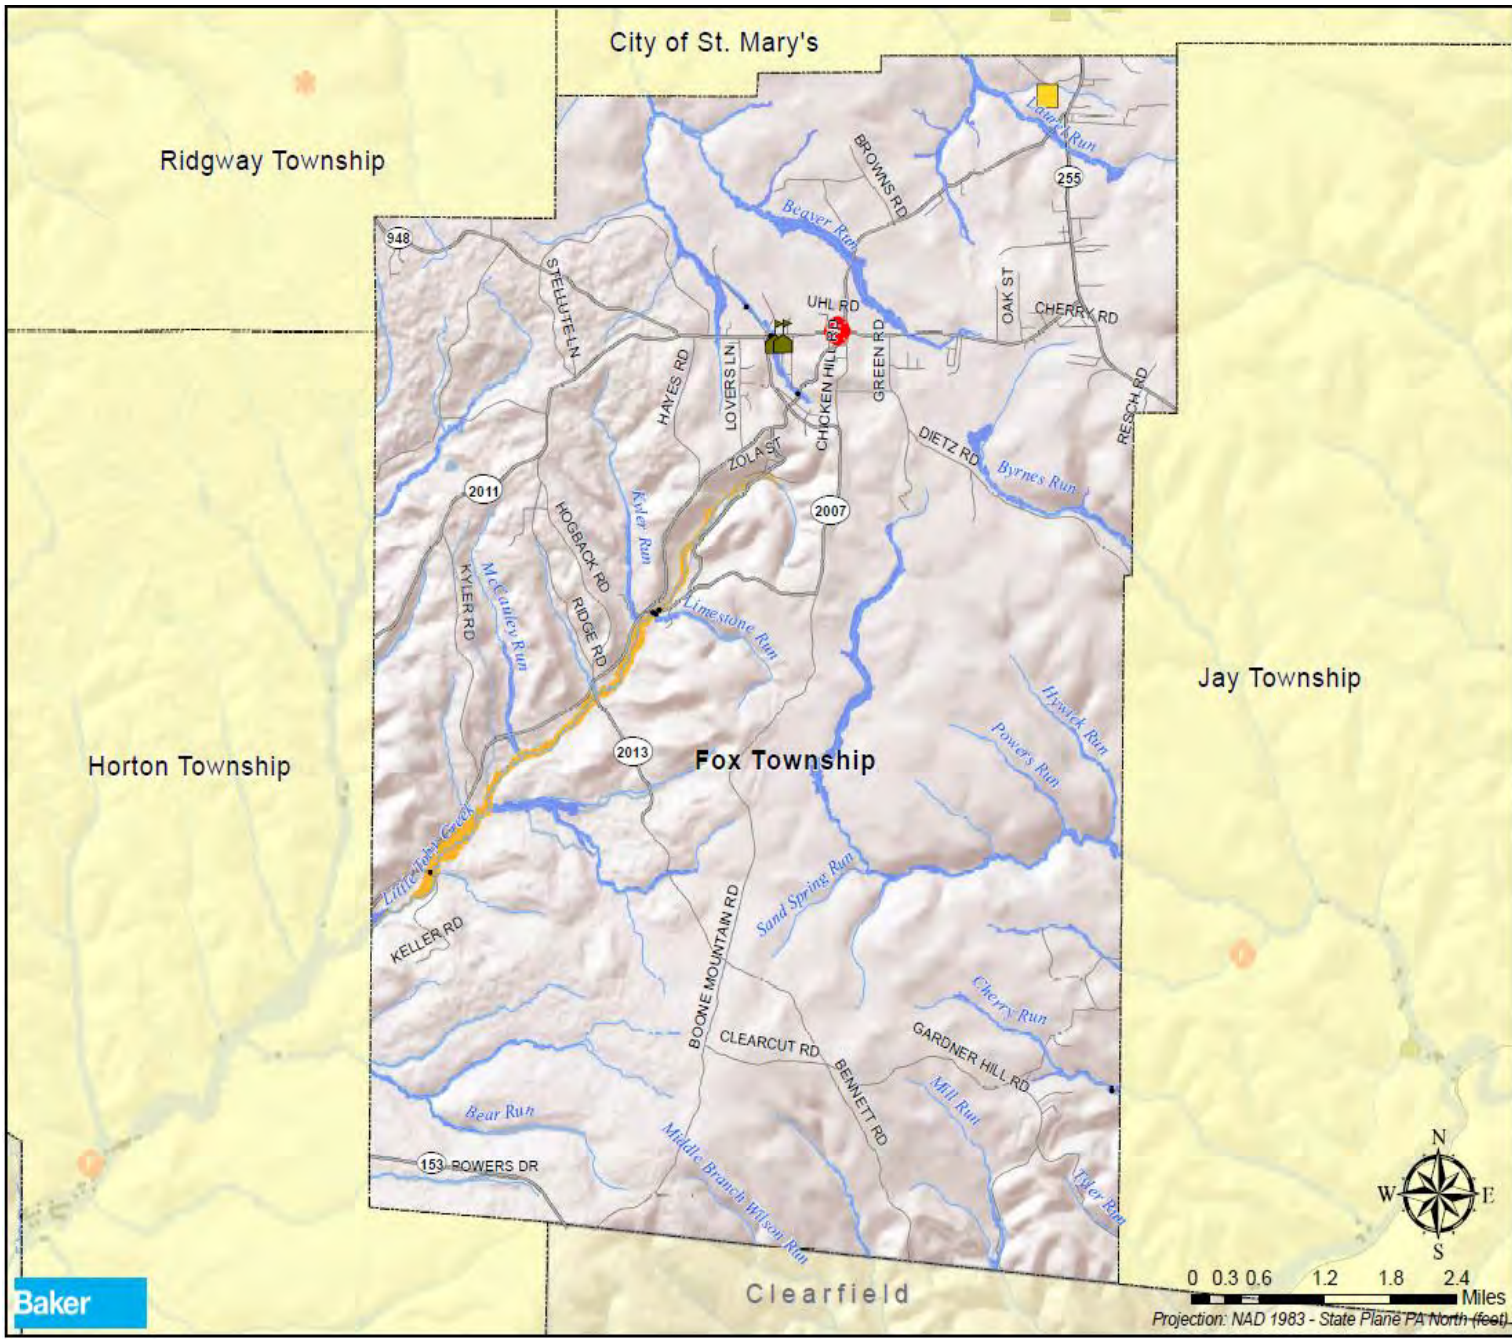 City of St. Mary's
Ridgway Township
Laurel Run
BROWNS RD
255
Beaver Run
948
STELLUTE LN
UHL RD
OAK ST
CHERRY RD
HAYES RD
LOVERS LN
CHICKEN HILL RD
GREEN RD
RESCH RD
ZOLA ST
DIETZ RD
Byrnes Run
2011
2007
HOGBACK RD
Kyler Run
KYLER RD
McCauley Run
RIDGE RD
Limestone Run
Jay Township
Hywick Run
Powers Run
2013
Fox Township
Horton Township
Little Toby Creek
Sand Spring Run
KELLER RD
BOONE MOUNTAIN RD
Cherry Run
CLEARCUT RD
GARDNER HILL RD
BENNETT RD
Mill Run
Bear Run
Middle Branch Wilson Run
153 POWERS DR
Tyler Run
N
W E
S
Clearfield
0 0.3 0.6 1.2 1.8 2.4
Miles
Baker
Projection: NAD 1983 - State Plane PA North (feet)